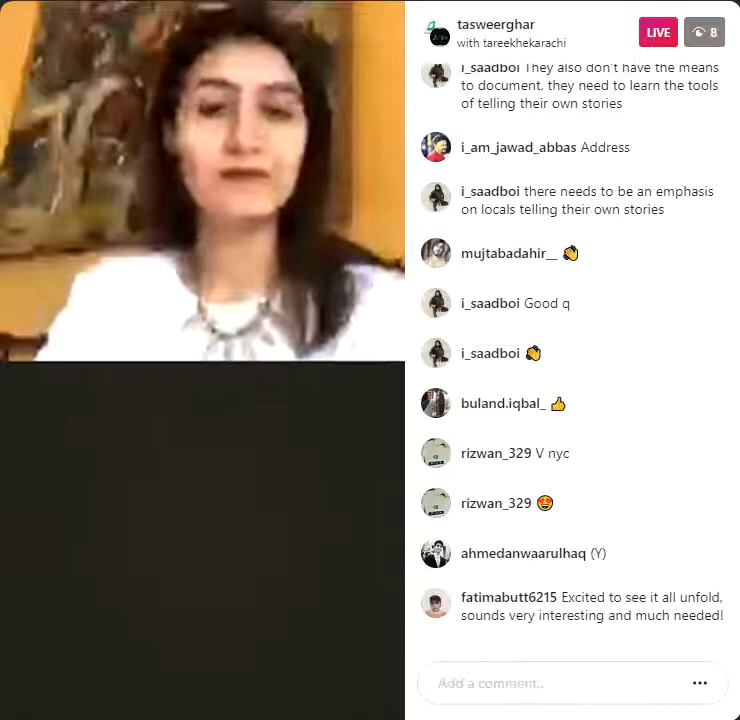 tasweerghar
with tareekhekarachi
LIVE
8
i_saadboi They also don't have the means
to document, they need to learn the tools
of telling their own stories
i_am_jawad_abbas Address
i_saadboi there needs to be an emphasis
on locals telling their own stories
mujtabadahir__ 👏
i_saadboi Good q
i_saadboi 👏
buland.iqbal_ 👍
rizwan_329 V nyc
rizwan_329 😍
ahmedanwaarulhaq (Y)
fatimabutt6215 Excited to see it all unfold,
sounds very interesting and much needed!
Add a comment..